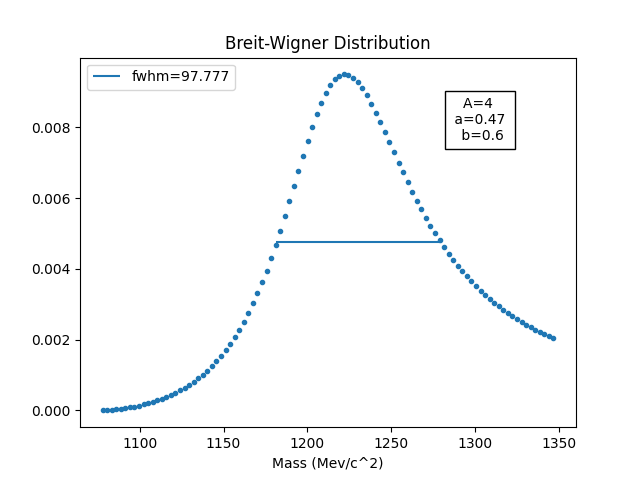 Breit-Wigner Distribution
fwhm=97.777
A=4
a=0.47
b=0.6
0.008
0.006
0.004
0.002
0.000
1100 1150 1200 1250 1300 1350
Mass (Mev/c^2)